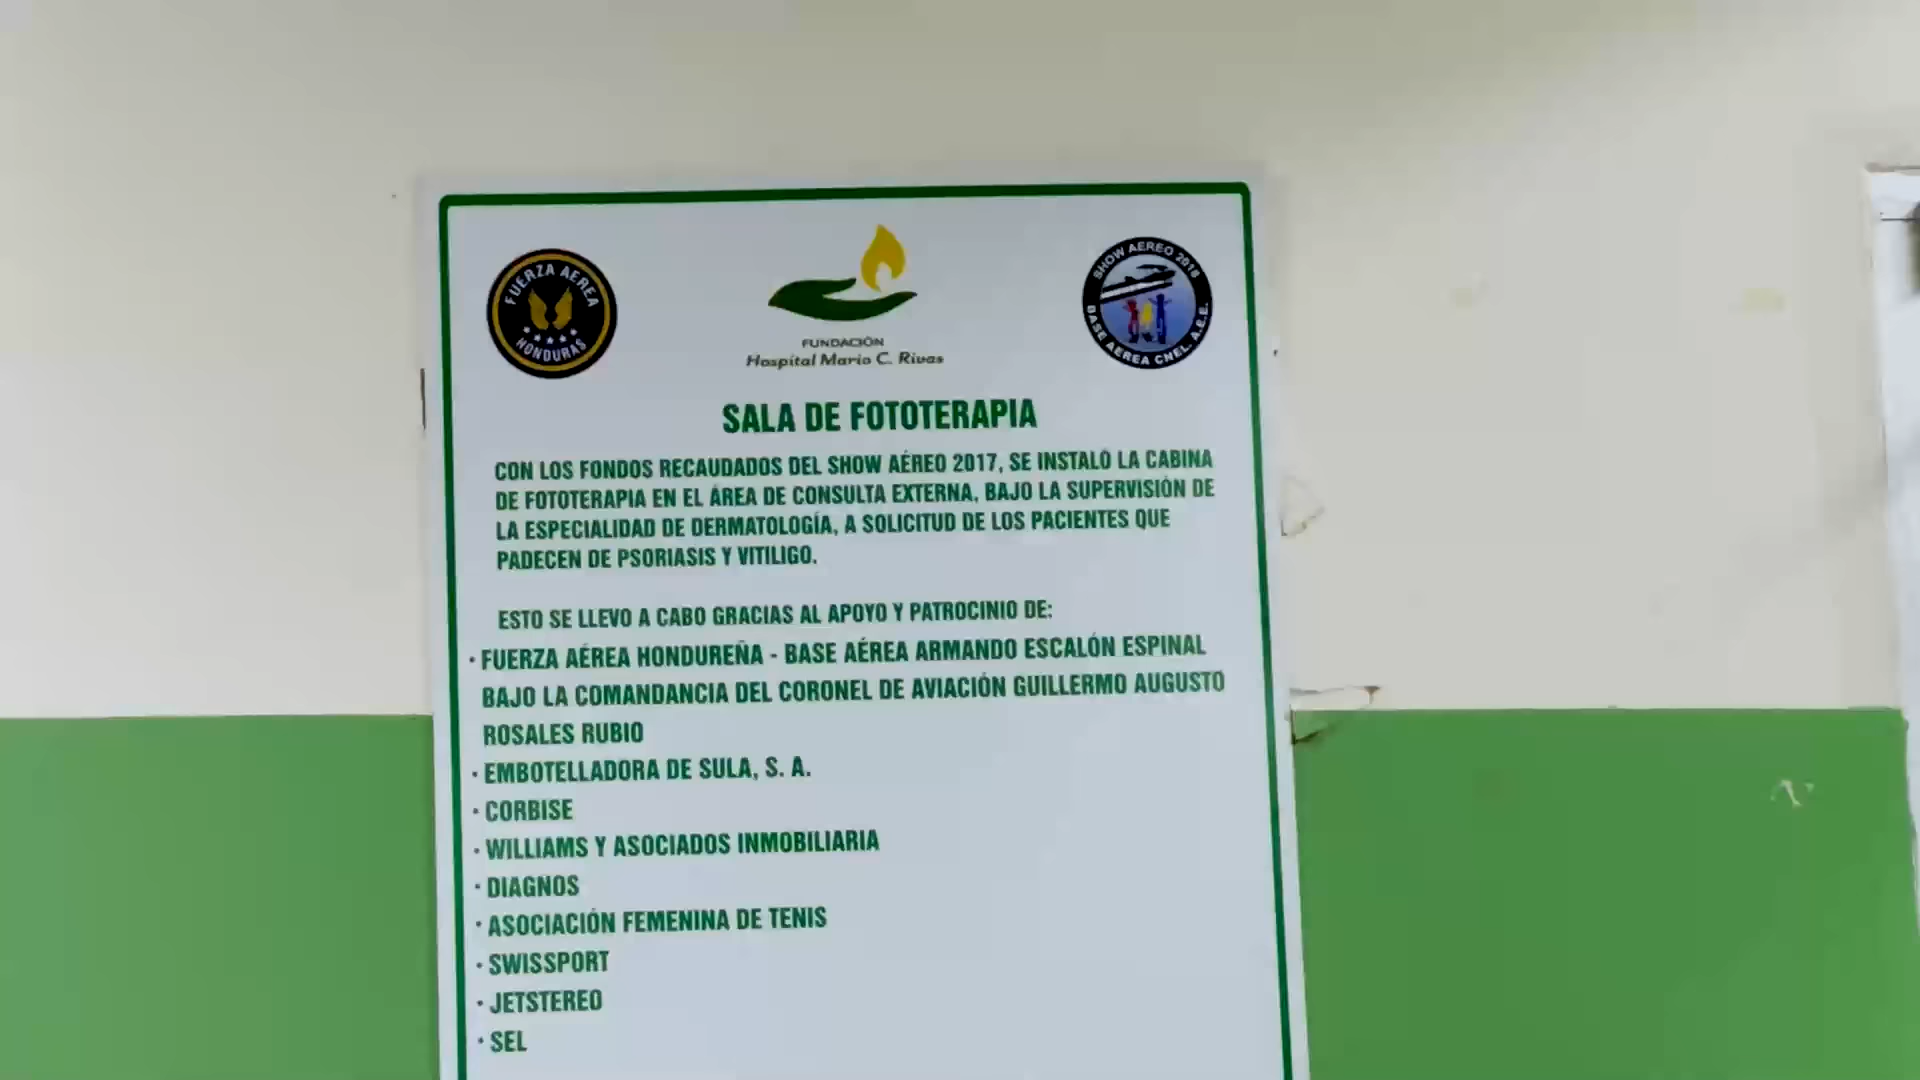 FUERZA AEREA
HONDURAS
FUNDACIÓN
Hospital Mario C. Rivas
SHOW AEREO 2018
BASE AEREA CNEL. A.E.E.
SALA DE FOTOTERAPIA
CON LOS FONDOS RECAUDADOS DEL SHOW AÉREO 2017, SE INSTALÓ LA CABINA
DE FOTOTERAPIA EN EL ÁREA DE CONSULTA EXTERNA, BAJO LA SUPERVISIÓN DE
LA ESPECIALIDAD DE DERMATOLOGÍA, A SOLICITUD DE LOS PACIENTES QUE
PADECEN DE PSORIASIS Y VITILIGO.
ESTO SE LLEVO A CABO GRACIAS AL APOYO Y PATROCINIO DE:
· FUERZA AÉREA HONDUREÑA - BASE AÉREA ARMANDO ESCALÓN ESPINAL
BAJO LA COMANDANCIA DEL CORONEL DE AVIACIÓN GUILLERMO AUGUSTO
ROSALES RUBIO
· EMBOTELLADORA DE SULA, S. A.
· CORBISE
· WILLIAMS Y ASOCIADOS INMOBILIARIA
· DIAGNOS
· ASOCIACIÓN FEMENINA DE TENIS
· SWISSPORT
· JETSTEREO
· SEL